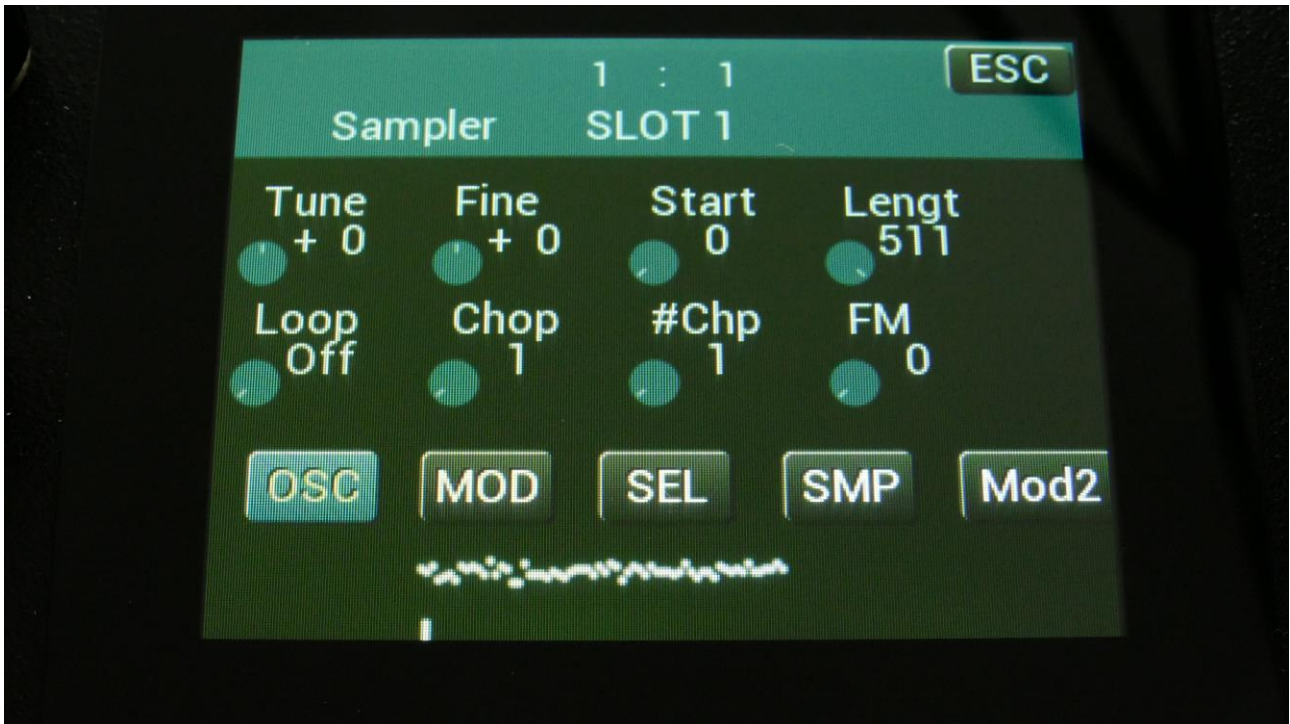 1 : 1 ESC
Sampler SLOT 1
Tune Fine Start Lengt
+ 0 + 0 0 511
Loop Chop #Chp FM
Off 1 1 0
OSC MOD SEL SMP Mod2